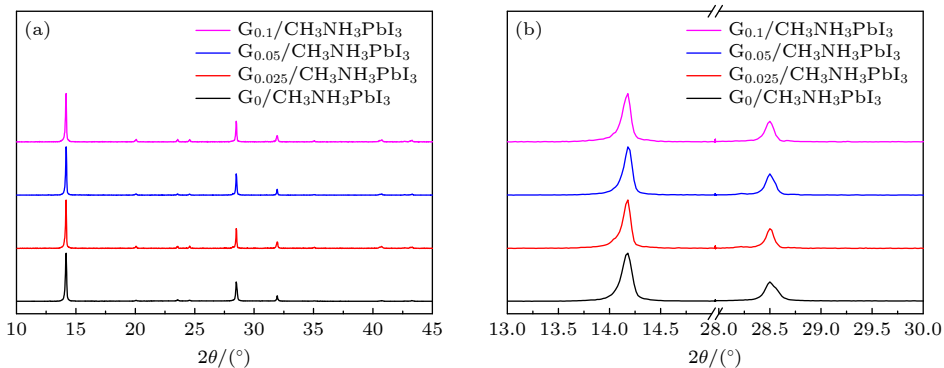 (a)
G0.1/CH3NH3PbI3
G0.05/CH3NH3PbI3
G0.025/CH3NH3PbI3
G0/CH3NH3PbI3
10 15 20 25 30 35 40 45
2θ/(°)
(b)
G0.1/CH3NH3PbI3
G0.05/CH3NH3PbI3
G0.025/CH3NH3PbI3
G0/CH3NH3PbI3
13.0 13.5 14.2 14.5 28.0 28.5 29.0 29.5 30.0
2θ/(°)